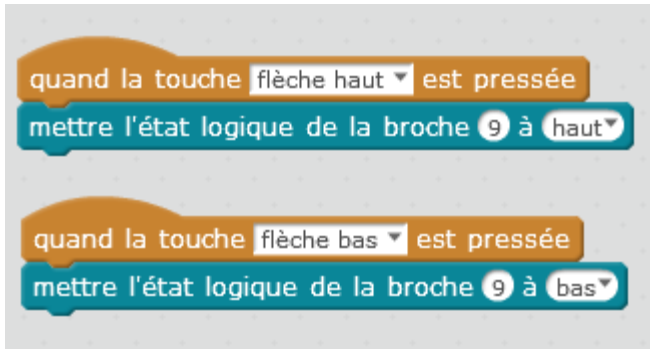 quand la touche flèche haut est pressée
mettre l'état logique de la broche 9 à haut
quand la touche flèche bas est pressée
mettre l'état logique de la broche 9 à bas